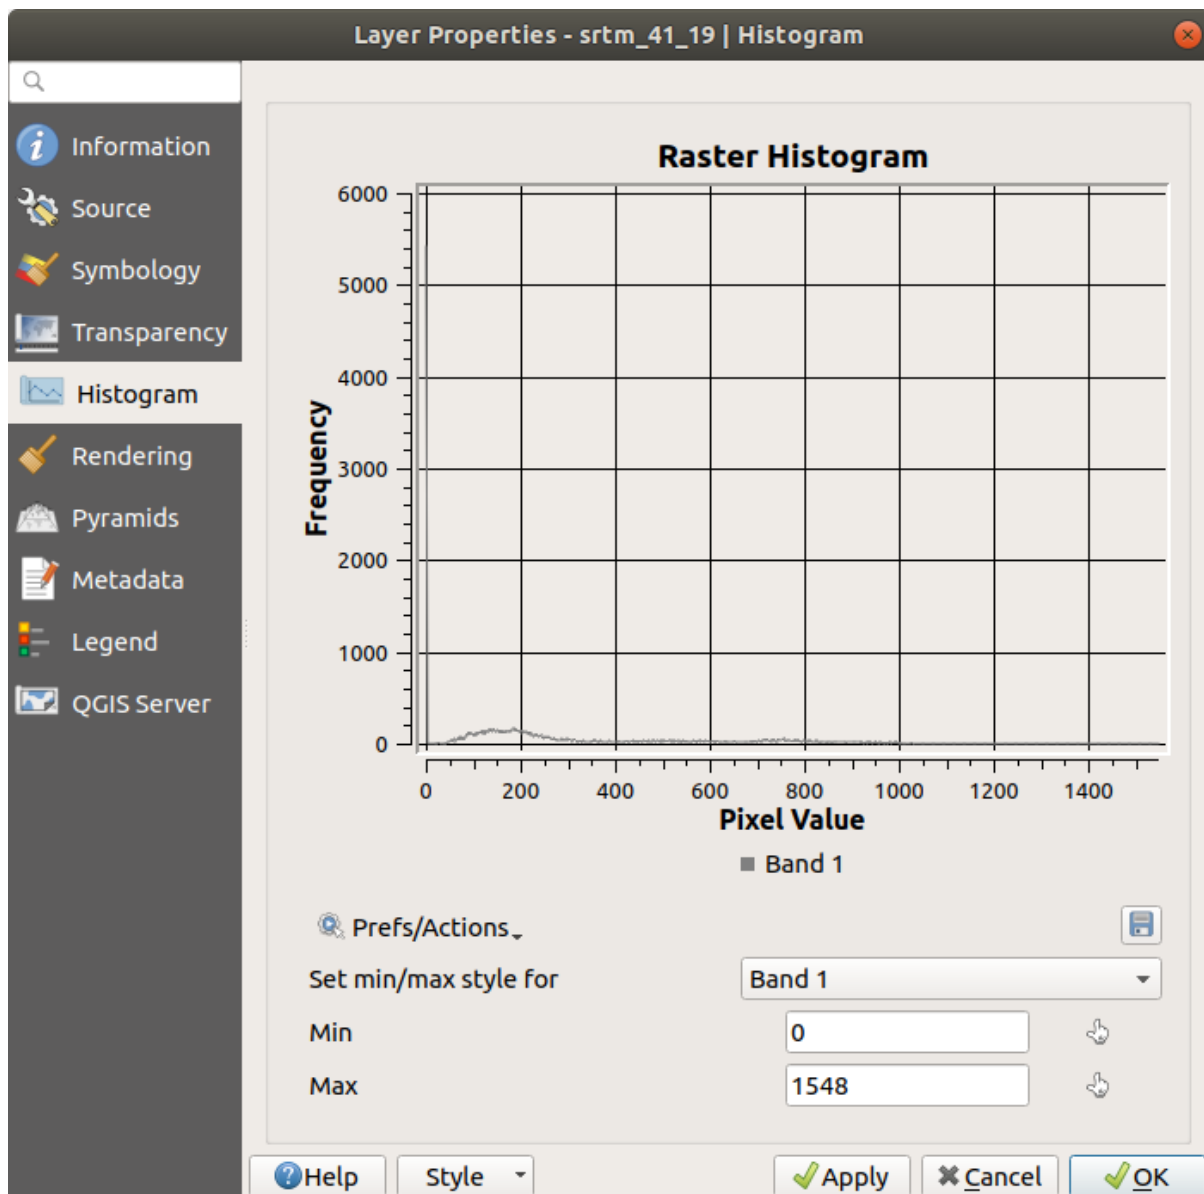 Layer Properties - srtm_41_19 | Histogram
Information
Source
Symbology
Transparency
Histogram
Rendering
Pyramids
Metadata
Legend
QGIS Server
Raster Histogram
6000
5000
4000
3000
2000
1000
0
Frequency
0 200 400 600 800 1000 1200 1400
Pixel Value
Band 1
Prefs/Actions
Set min/max style for Band 1
Min 0
Max 1548
Help Style Apply Cancel OK